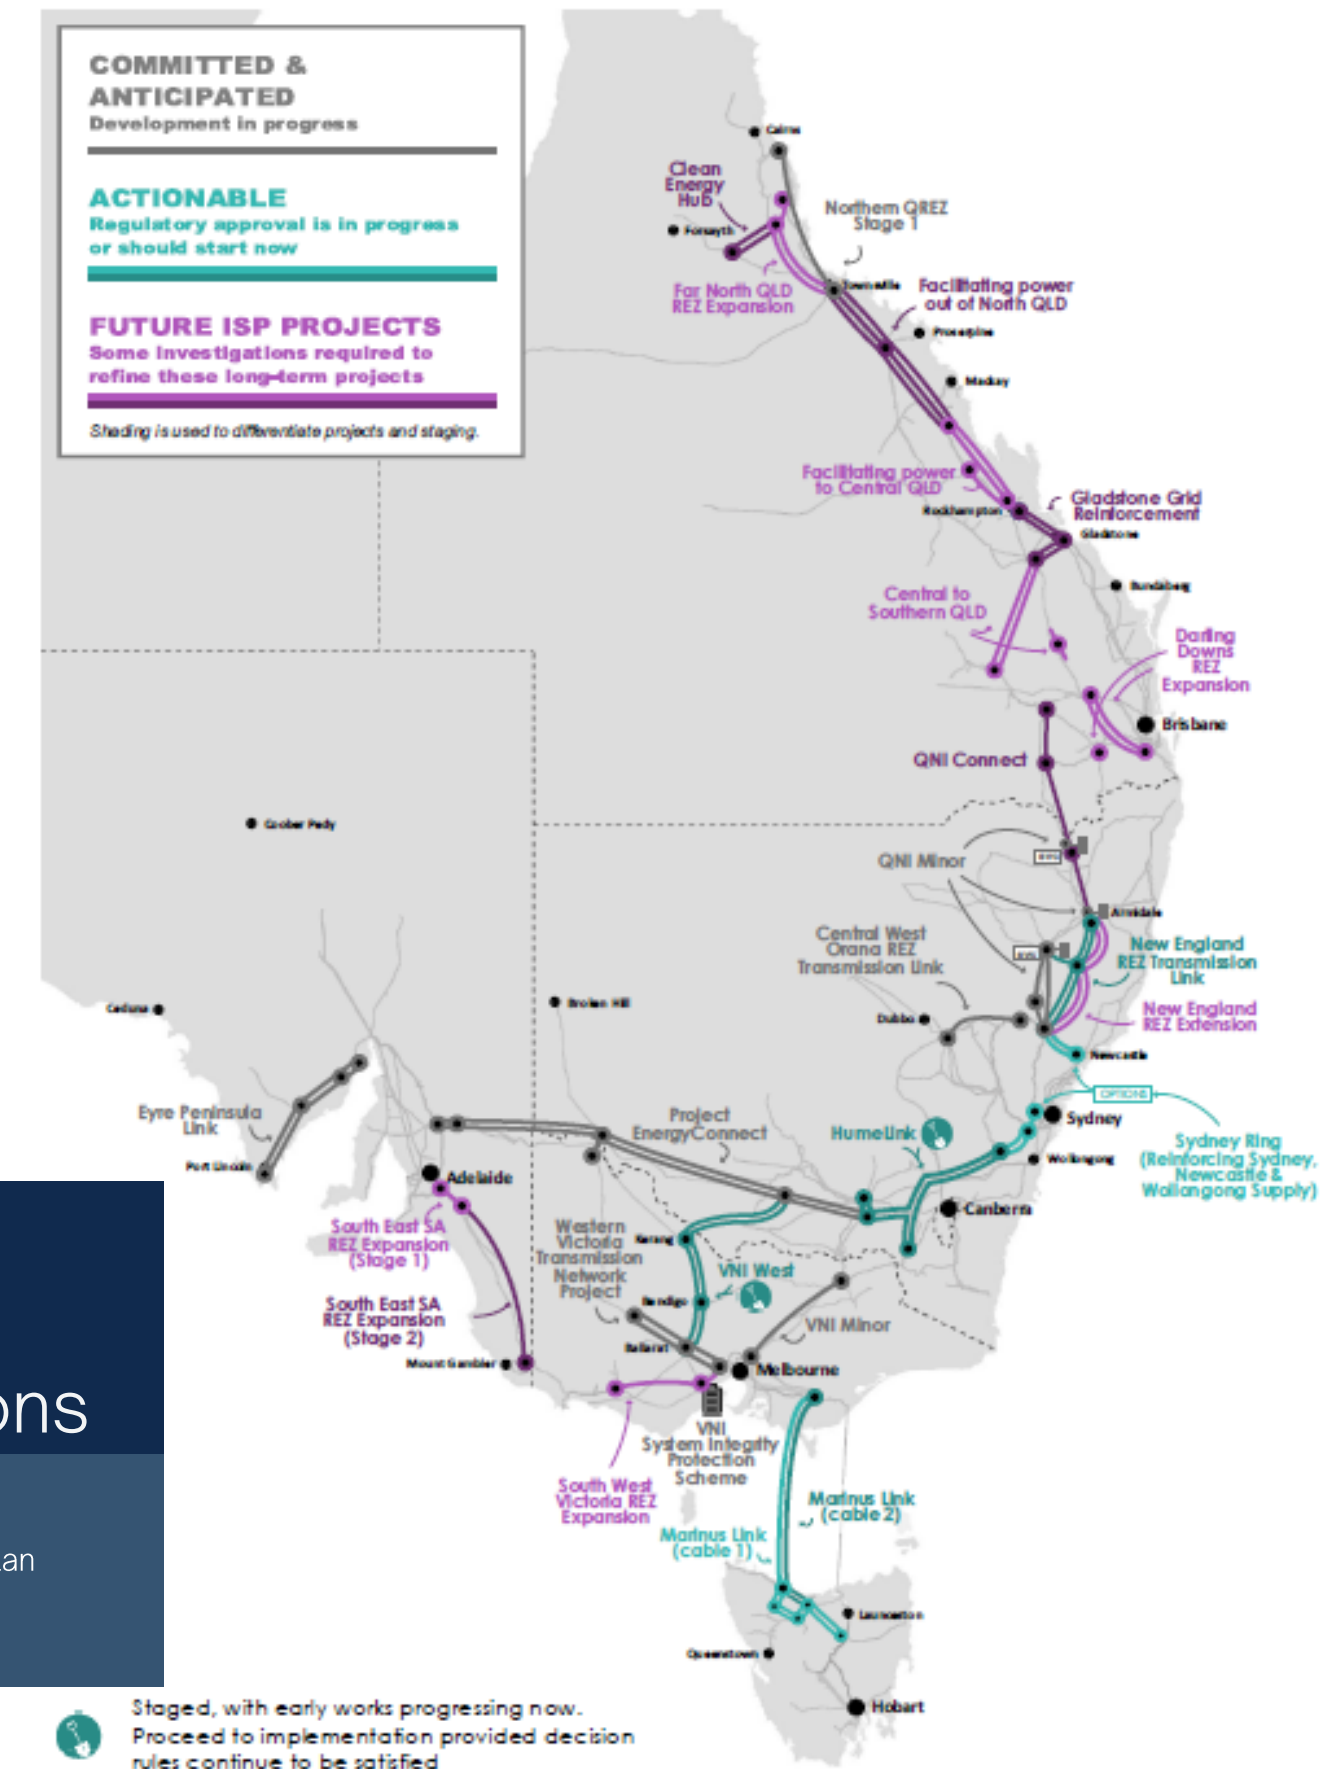 COMMITTED &
ANTICIPATED
Development in progress
ACTIONABLE
Regulatory approval is in progress
or should start now
FUTURE ISP PROJECTS
Some investigations required to
refine these long-term projects
Shading is used to differentiate projects and staging.
Cairns
Clean
Energy
Hub
Forsayth
Northern QREZ
Stage 1
Far North QLD
REZ Expansion
Townsville
Facilitating power
out of North QLD
Proserpine
Mackay
Facilitating power
to Central QLD
Rockhampton
Gladstone Grid
Reinforcement
Gladstone
Bundaberg
Central to
Southern QLD
Darling
Downs
REZ
Expansion
Brisbane
QNI Connect
Coober Pedy
QNI Minor
Armidale
Central West
Orana REZ
Transmission Link
New England
REZ Transmission
Link
New England
REZ Extension
Ceduna
Broken Hill
Dubbo
Newcastle
OPTIONS
Eyre Peninsula
Link
Project
EnergyConnect
HumeLink
Sydney
Sydney Ring
(Reinforcing Sydney,
Newcastle &
Wollongong Supply)
Wollongong
Port Lincoln
Adelaide
Canberra
South East SA
REZ Expansion
(Stage 1)
Western
Victoria
Transmission
Network
Project
Kerang
VNI West
Bendigo
South East SA
REZ Expansion
(Stage 2)
VNI Minor
Ballarat
Mount Gambier
Melbourne
ons
VNI
System Integrity
Protection
Scheme
South West
Victoria REZ
Expansion
Marinus Link
(cable 2)
Marinus Link
(cable 1)
lan
Launceston
Queenstown
Hobart
Staged, with early works progressing now.
Proceed to implementation provided decision
rules continue to be satisfied